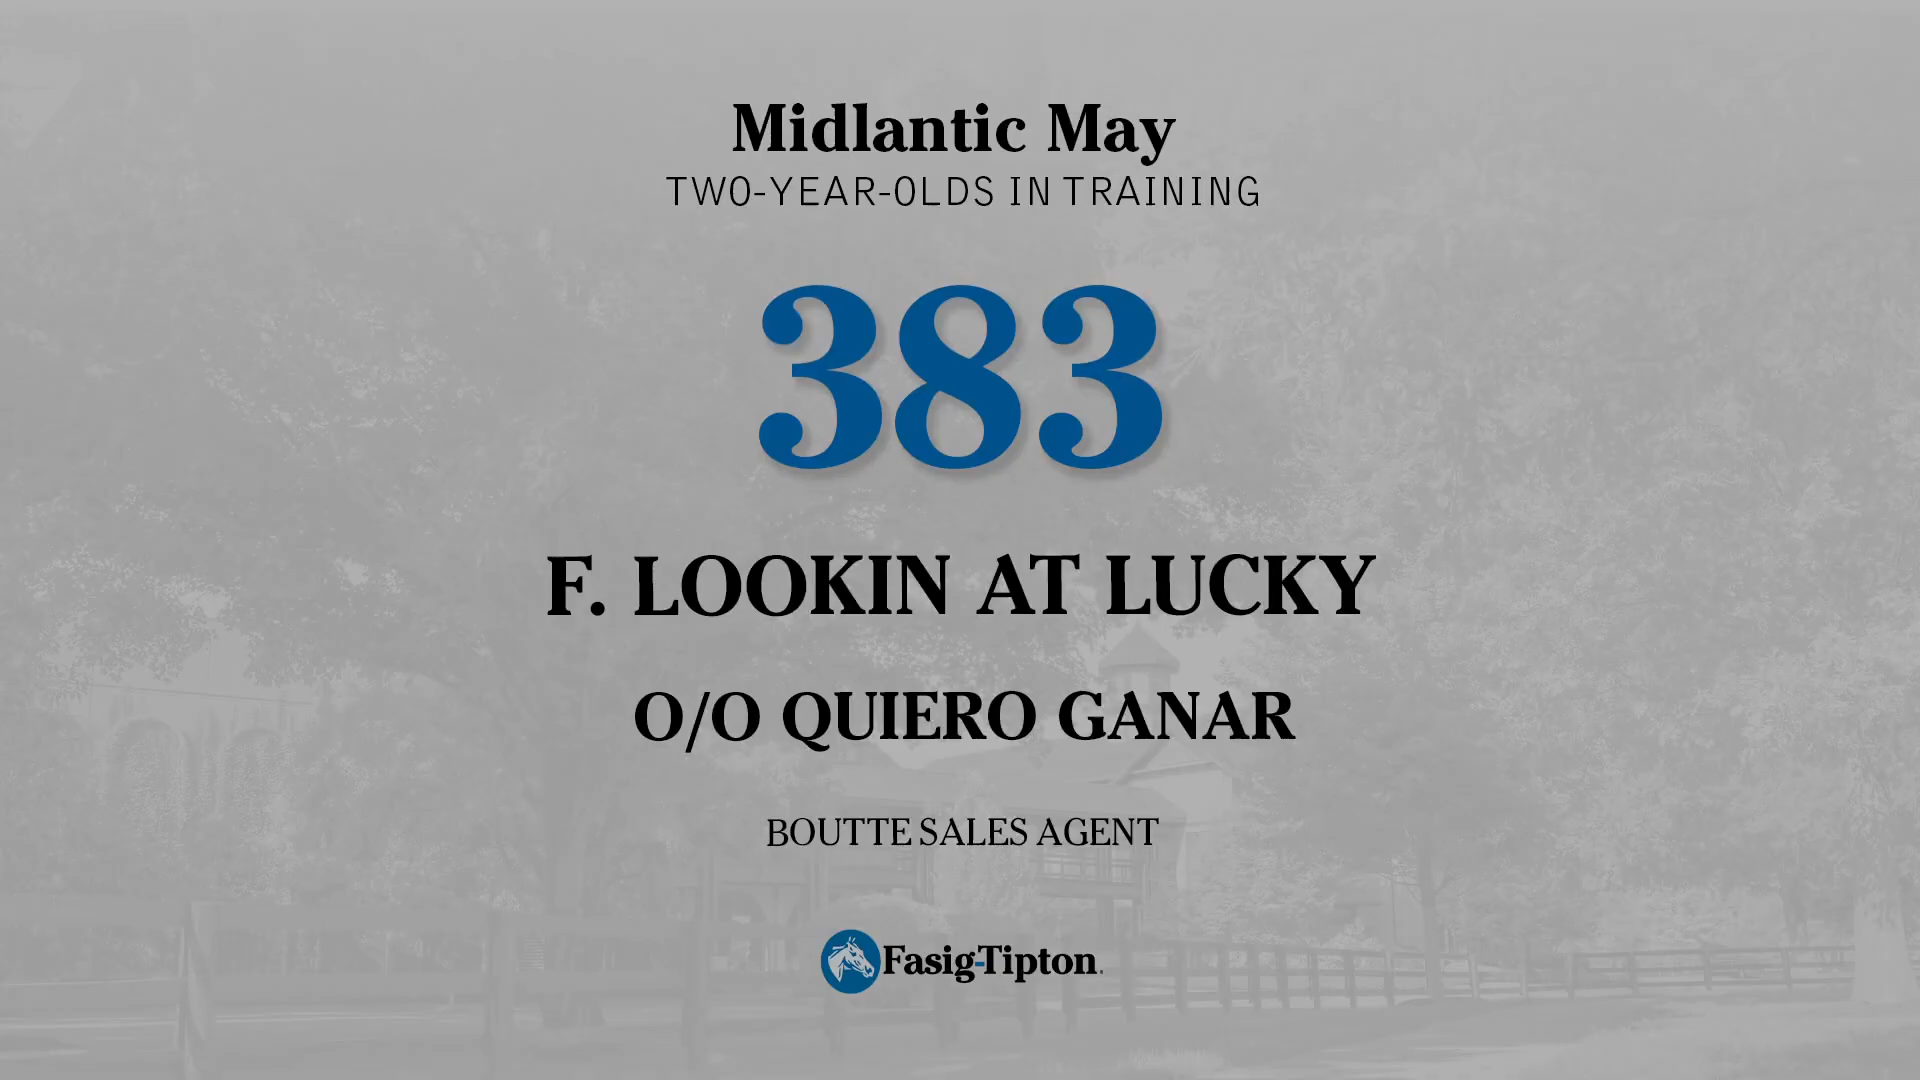 Midlantic May
TWO-YEAR-OLDS IN TRAINING
383
F. LOOKIN AT LUCKY
O/O QUIERO GANAR
BOUTTE SALES AGENT
Fasig-Tipton.